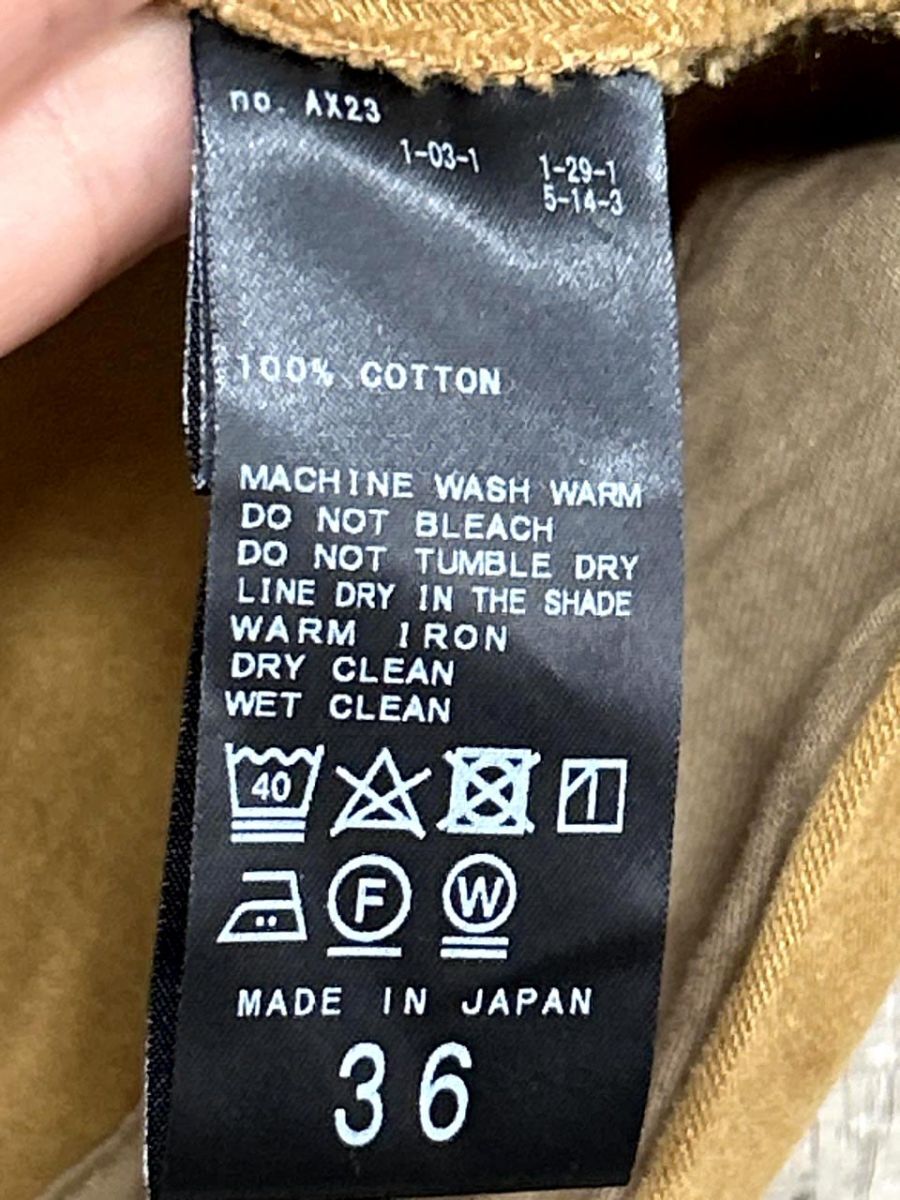 no. AX23
1-03-1 1-29-1
5-14-3
100% COTTON
MACHINE WASH WARM
DO NOT BLEACH
DO NOT TUMBLE DRY
LINE DRY IN THE SHADE
WARM IRON
DRY CLEAN
WET CLEAN
40
F W
MADE IN JAPAN
36